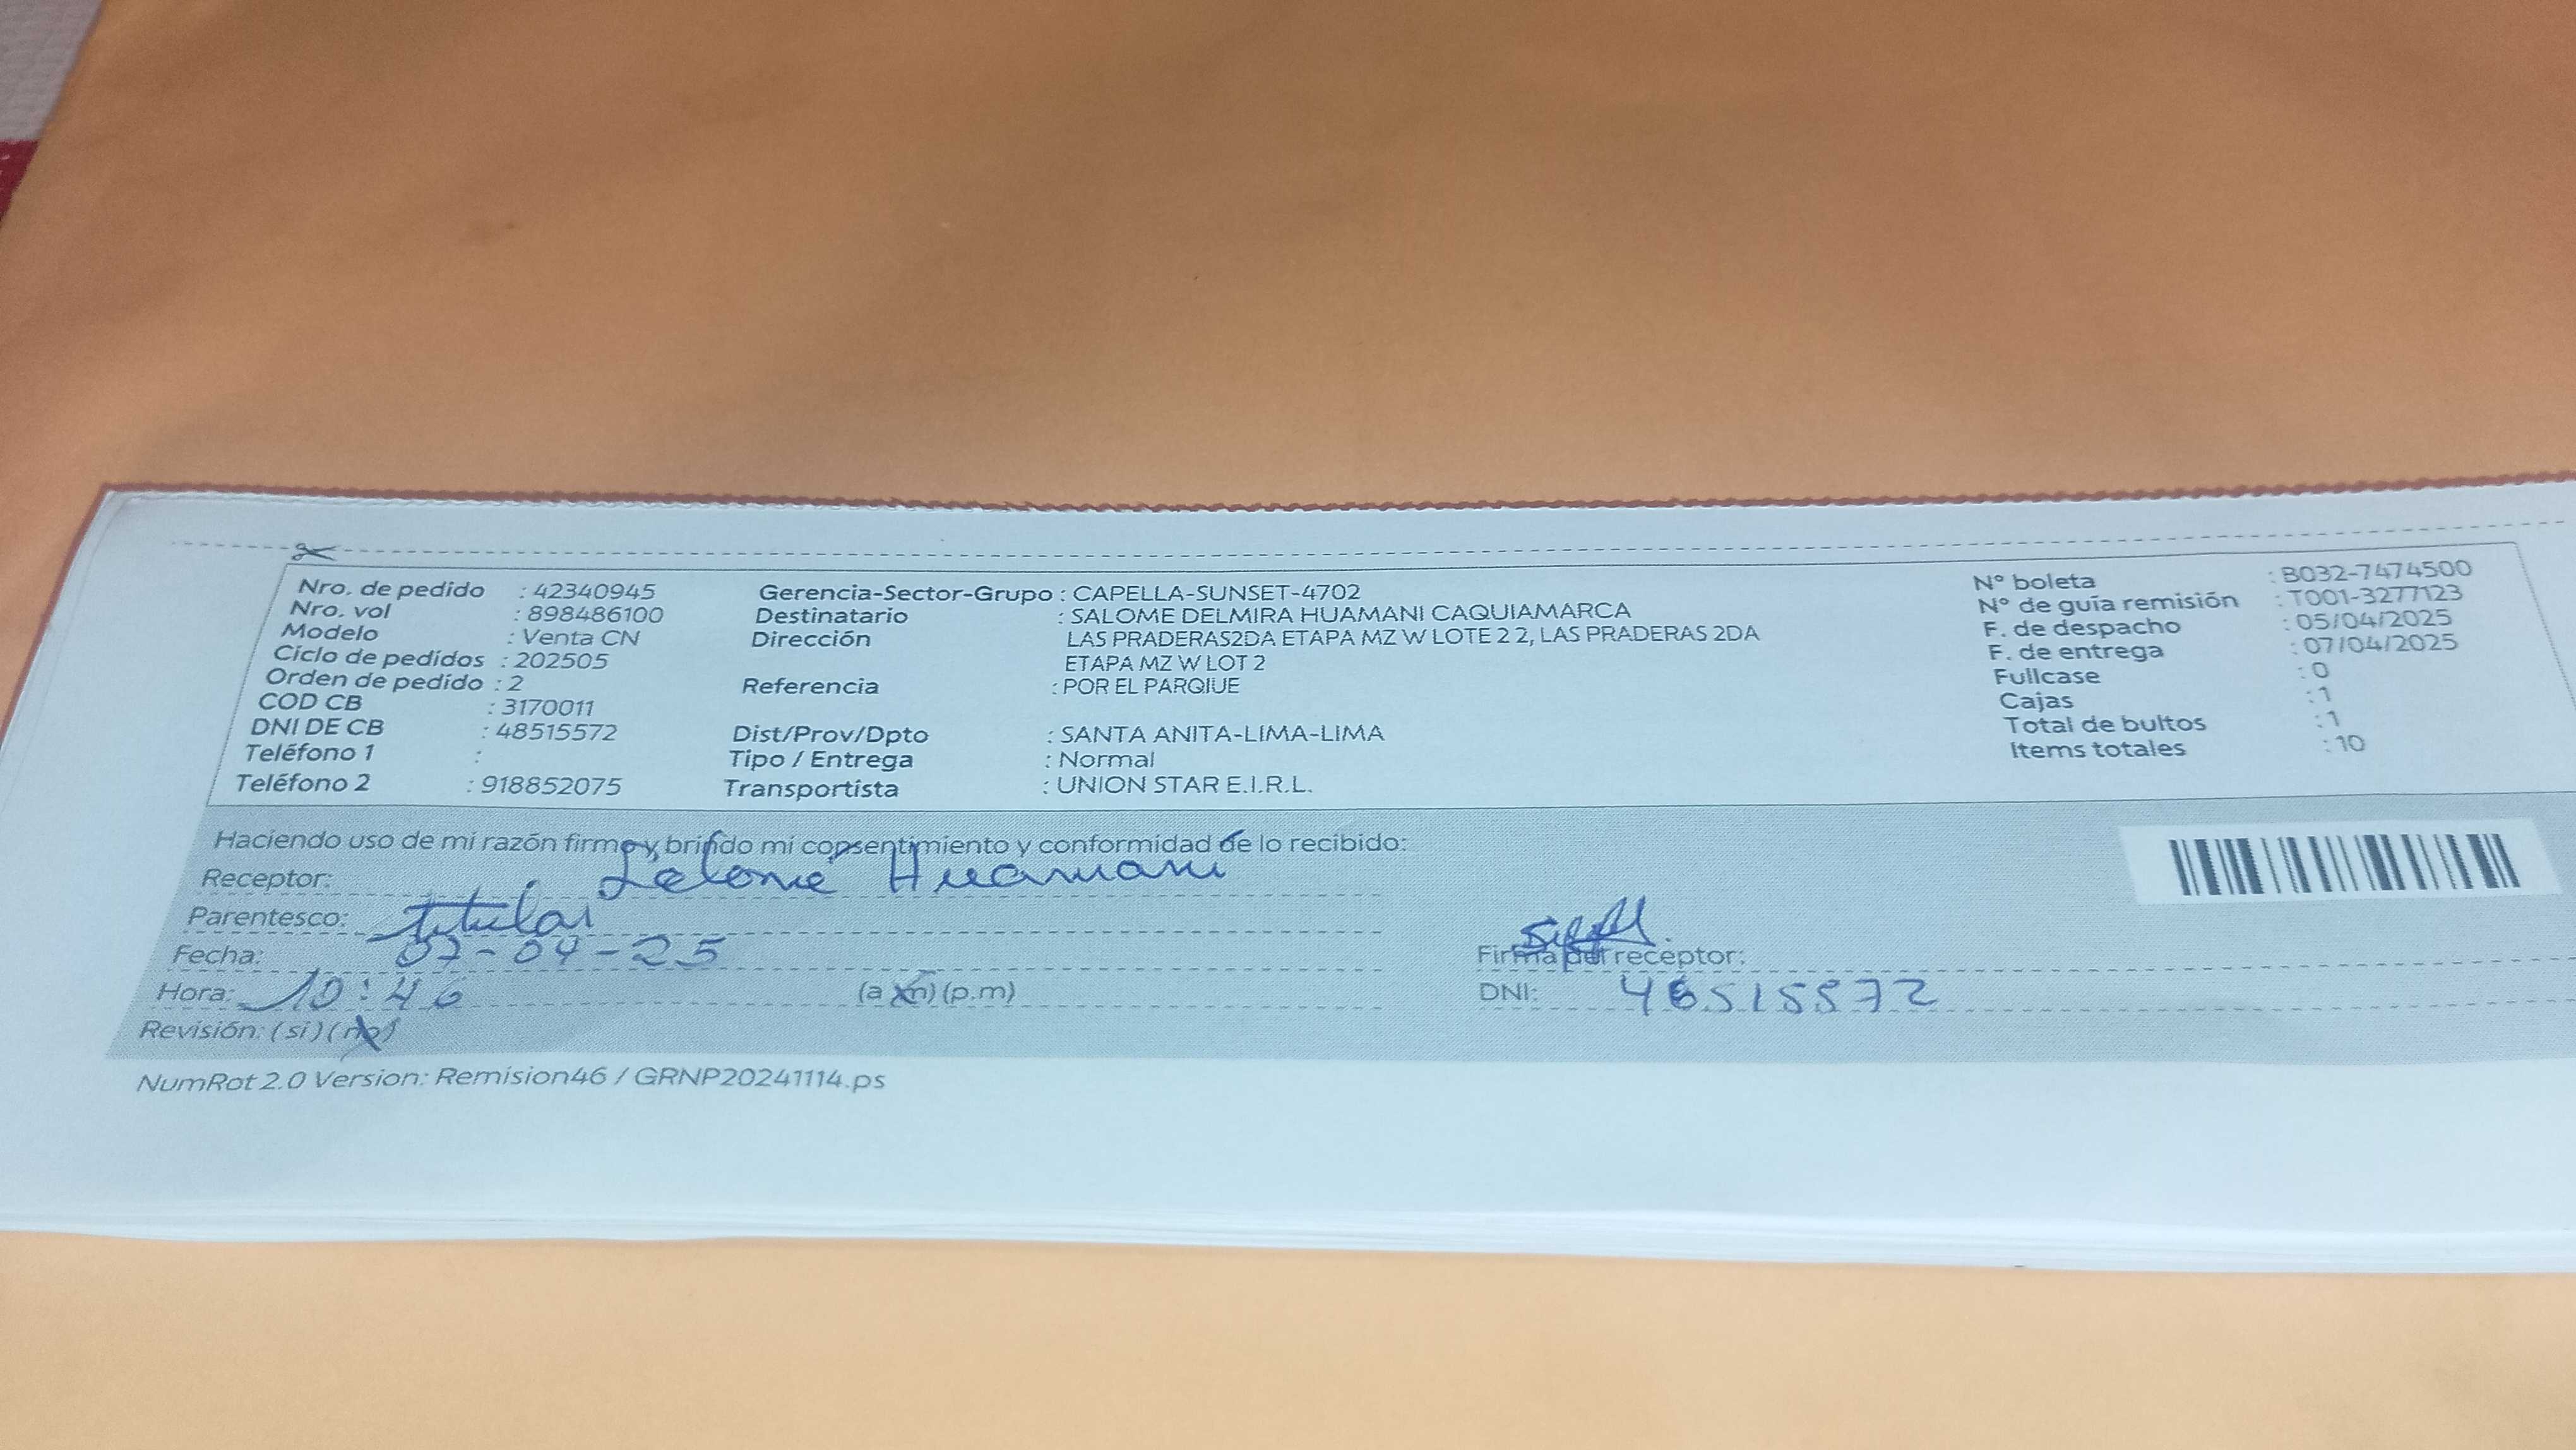 Nro. de pedido : 42340945
Nro. vol : 898486100
Modelo : Venta CN
Ciclo de pedidos : 202505
Orden de pedido : 2
COD CB : 3170011
DNI DE CB : 48515572
Teléfono 1 :
Teléfono 2 : 918852075
Gerencia-Sector-Grupo : CAPELLA-SUNSET-4702
Destinatario : SALOME DELMIRA HUAMANI CAQUIAMARCA
Dirección LAS PRADERAS2DA ETAPA MZ W LOTE 2 2, LAS PRADERAS 2DA
ETAPA MZ W LOT 2
Referencia : POR EL PARQIUE
Dist/Prov/Dpto : SANTA ANITA-LIMA-LIMA
Tipo / Entrega : Normal
Transportista : UNION STAR E.I.R.L.
N° boleta : B032-7474500
N° de guía remisión : T001-3277123
F. de despacho : 05/04/2025
F. de entrega : 07/04/2025
Fullcase : 0
Cajas : 1
Total de bultos : 1
Items totales : 10
Haciendo uso de mi razón firmo y brindo mi consentimiento y conformidad de lo recibido:
Receptor: Salomé Huamani
Parentesco: titular
Fecha: 07-04-25
Hora: 10:46 (a.m) (p.m)
Revisión: (si) (no)
Firma del receptor:
DNI: 48515572
NumRot 2.0 Version: Remision46 / GRNP20241114.ps